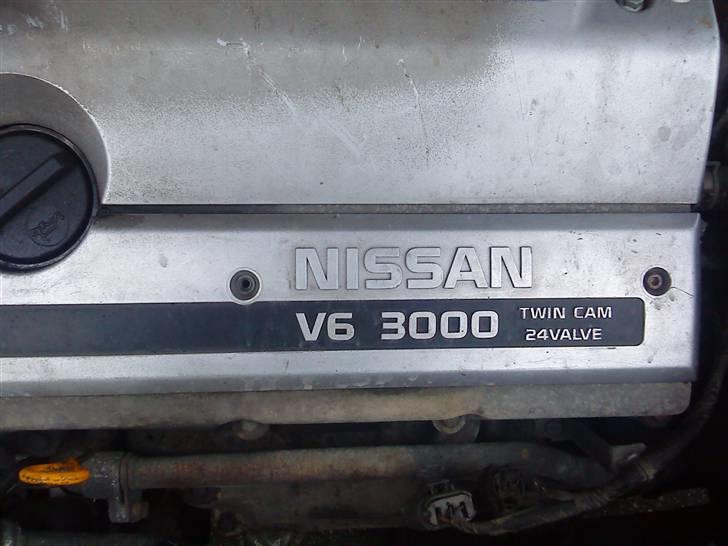 NISSAN
V6 3000 TWIN CAM
24VALVE